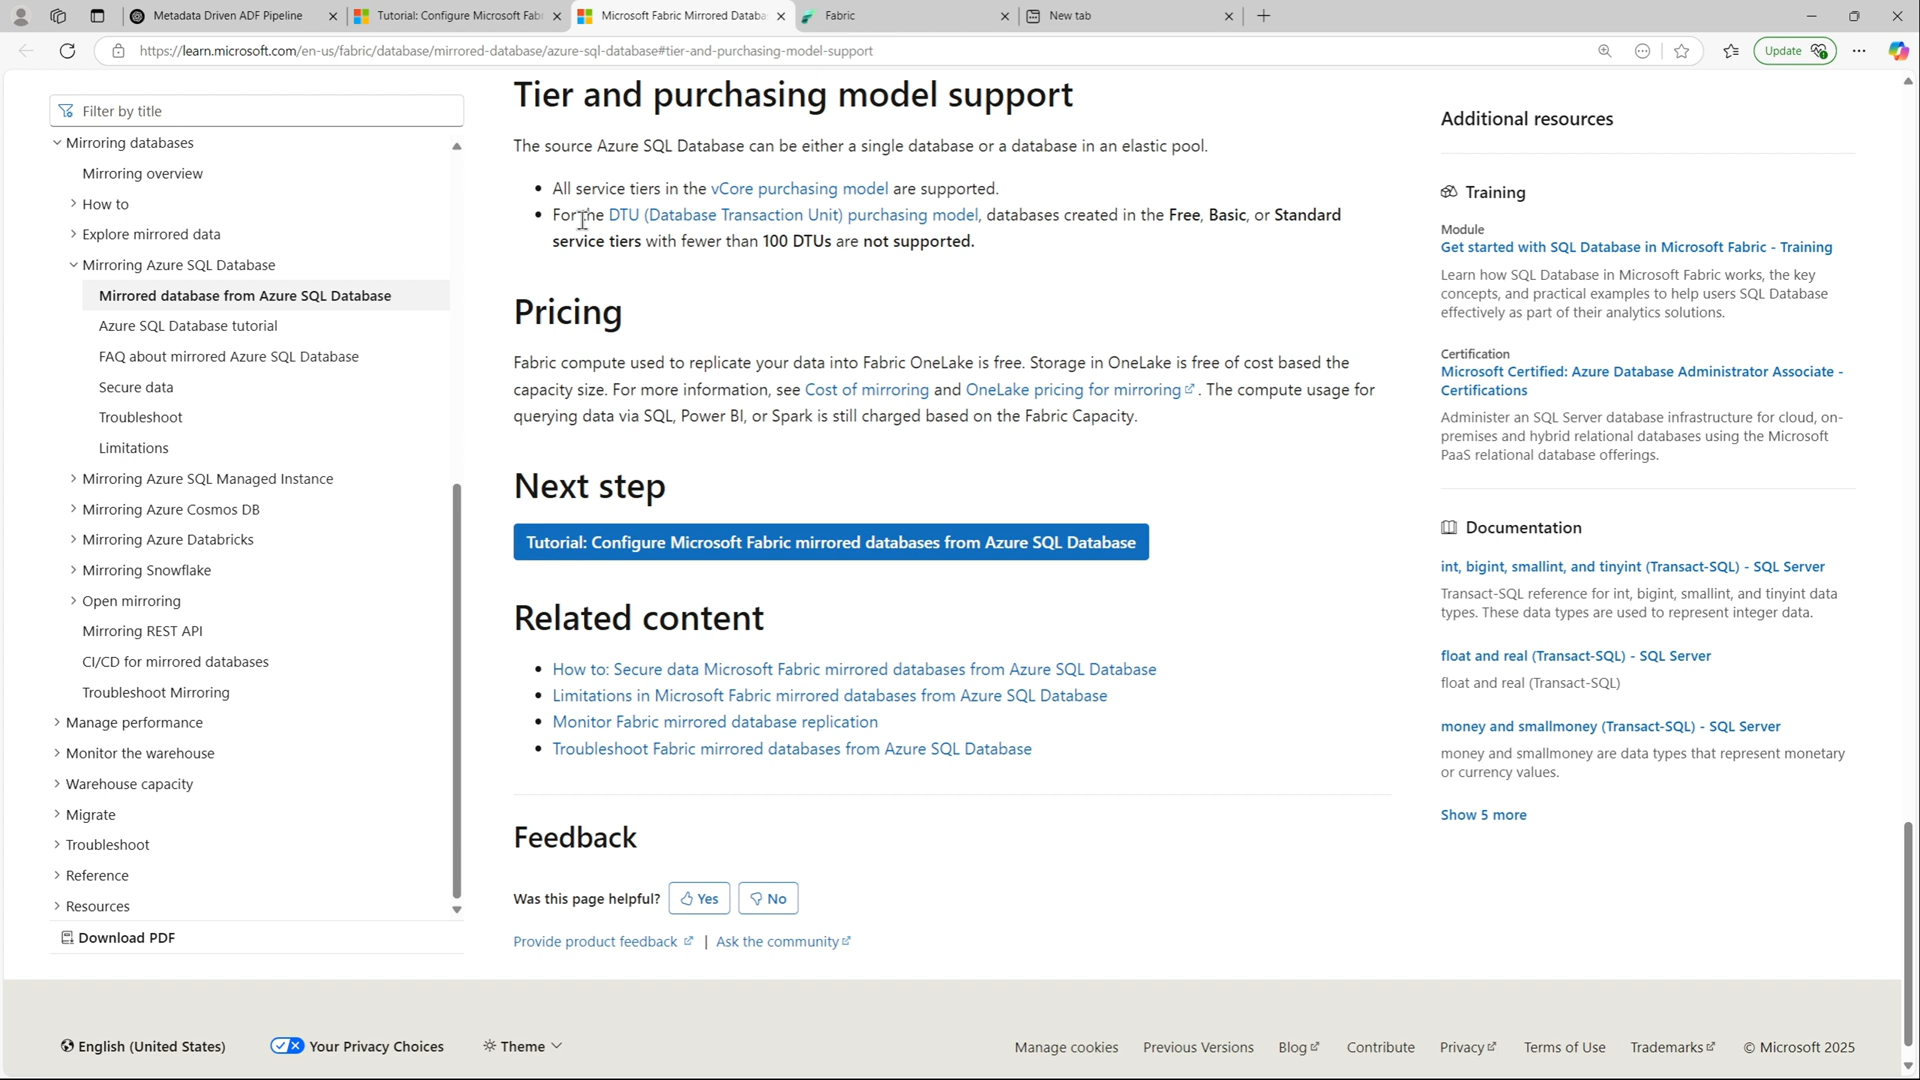 Metadata Driven ADF Pipeline
Tutorial: Configure Microsoft Fab
Microsoft Fabric Mirrored Databa
Fabric
New tab
https://learn.microsoft.com/en-us/fabric/database/mirrored-database/azure-sql-database#tier-and-purchasing-model-support
Update
Filter by title
Mirroring databases
Mirroring overview
How to
Explore mirrored data
Mirroring Azure SQL Database
Mirrored database from Azure SQL Database
Azure SQL Database tutorial
FAQ about mirrored Azure SQL Database
Secure data
Troubleshoot
Limitations
Mirroring Azure SQL Managed Instance
Mirroring Azure Cosmos DB
Mirroring Azure Databricks
Mirroring Snowflake
Open mirroring
Mirroring REST API
CI/CD for mirrored databases
Troubleshoot Mirroring
Manage performance
Monitor the warehouse
Warehouse capacity
Migrate
Troubleshoot
Reference
Resources
Download PDF
Tier and purchasing model support
The source Azure SQL Database can be either a single database or a database in an elastic pool.
• All service tiers in the vCore purchasing model are supported.
• For the DTU (Database Transaction Unit) purchasing model, databases created in the Free, Basic, or Standard
service tiers with fewer than 100 DTUs are not supported.
Pricing
Fabric compute used to replicate your data into Fabric OneLake is free. Storage in OneLake is free of cost based the
capacity size. For more information, see Cost of mirroring and OneLake pricing for mirroring. The compute usage for
querying data via SQL, Power BI, or Spark is still charged based on the Fabric Capacity.
Next step
Tutorial: Configure Microsoft Fabric mirrored databases from Azure SQL Database
Related content
• How to: Secure data Microsoft Fabric mirrored databases from Azure SQL Database
• Limitations in Microsoft Fabric mirrored databases from Azure SQL Database
• Monitor Fabric mirrored database replication
• Troubleshoot Fabric mirrored databases from Azure SQL Database
Feedback
Was this page helpful? Yes No
Provide product feedback | Ask the community
Additional resources
Training
Module
Get started with SQL Database in Microsoft Fabric - Training
Learn how SQL Database in Microsoft Fabric works, the key
concepts, and practical examples to help users SQL Database
effectively as part of their analytics solutions.
Certification
Microsoft Certified: Azure Database Administrator Associate -
Certifications
Administer an SQL Server database infrastructure for cloud, on-
premises and hybrid relational databases using the Microsoft
PaaS relational database offerings.
Documentation
int, bigint, smallint, and tinyint (Transact-SQL) - SQL Server
Transact-SQL reference for int, bigint, smallint, and tinyint data
types. These data types are used to represent integer data.
float and real (Transact-SQL) - SQL Server
float and real (Transact-SQL)
money and smallmoney (Transact-SQL) - SQL Server
money and smallmoney are data types that represent monetary
or currency values.
Show 5 more
English (United States)
Your Privacy Choices
Theme
Manage cookies
Previous Versions
Blog
Contribute
Privacy
Terms of Use
Trademarks
© Microsoft 2025